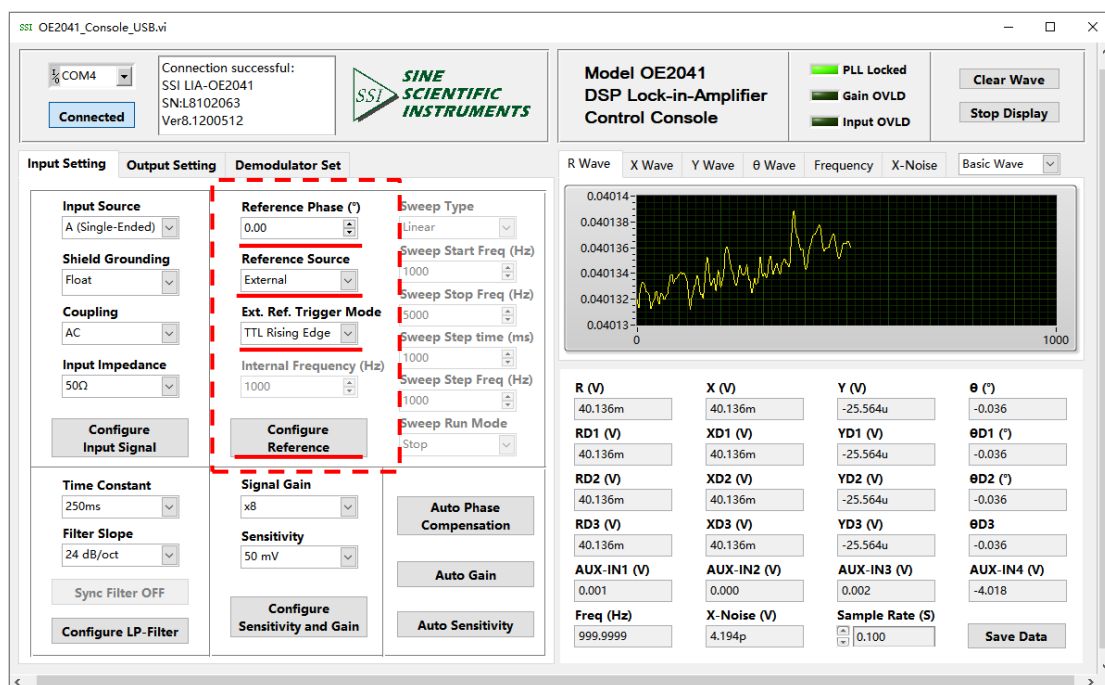 SSI OE2041_Console_USB.vi
I/O COM4
Connected
Connection successful:
SSI LIA-OE2041
SN:L8102063
Ver8.1200512
SSI
SINE
SCIENTIFIC
INSTRUMENTS
Model OE2041
DSP Lock-in-Amplifier
Control Console
PLL Locked
Gain OVLD
Input OVLD
Clear Wave
Stop Display
Input Setting
Output Setting
Demodulator Set
Input Source
A (Single-Ended)
Shield Grounding
Float
Coupling
AC
Input Impedance
50Ω
Configure
Input Signal
Reference Phase (°)
0.00
Reference Source
External
Ext. Ref. Trigger Mode
TTL Rising Edge
Internal Frequency (Hz)
1000
Configure
Reference
Sweep Type
Linear
Sweep Start Freq (Hz)
1000
Sweep Stop Freq (Hz)
5000
Sweep Step time (ms)
1000
Sweep Step Freq (Hz)
1000
Sweep Run Mode
Stop
Time Constant
250ms
Filter Slope
24 dB/oct
Sync Filter OFF
Configure LP-Filter
Signal Gain
x8
Sensitivity
50 mV
Configure
Sensitivity and Gain
Auto Phase
Compensation
Auto Gain
Auto Sensitivity
R Wave
X Wave
Y Wave
θ Wave
Frequency
X-Noise
Basic Wave
0.04014
0.040138
0.040136
0.040134
0.040132
0.04013
0
1000
R (V) X (V) Y (V) θ (°)
40.136m 40.136m -25.564u -0.036
RD1 (V) XD1 (V) YD1 (V) θD1 (°)
40.136m 40.136m -25.564u -0.036
RD2 (V) XD2 (V) YD2 (V) θD2 (°)
40.136m 40.136m -25.564u -0.036
RD3 (V) XD3 (V) YD3 (V) θD3
40.136m 40.136m -25.564u -0.036
AUX-IN1 (V) AUX-IN2 (V) AUX-IN3 (V) AUX-IN4 (V)
0.001 0.000 0.002 -4.018
Freq (Hz) X-Noise (V) Sample Rate (S)
999.9999 4.194p 0.100 Save Data